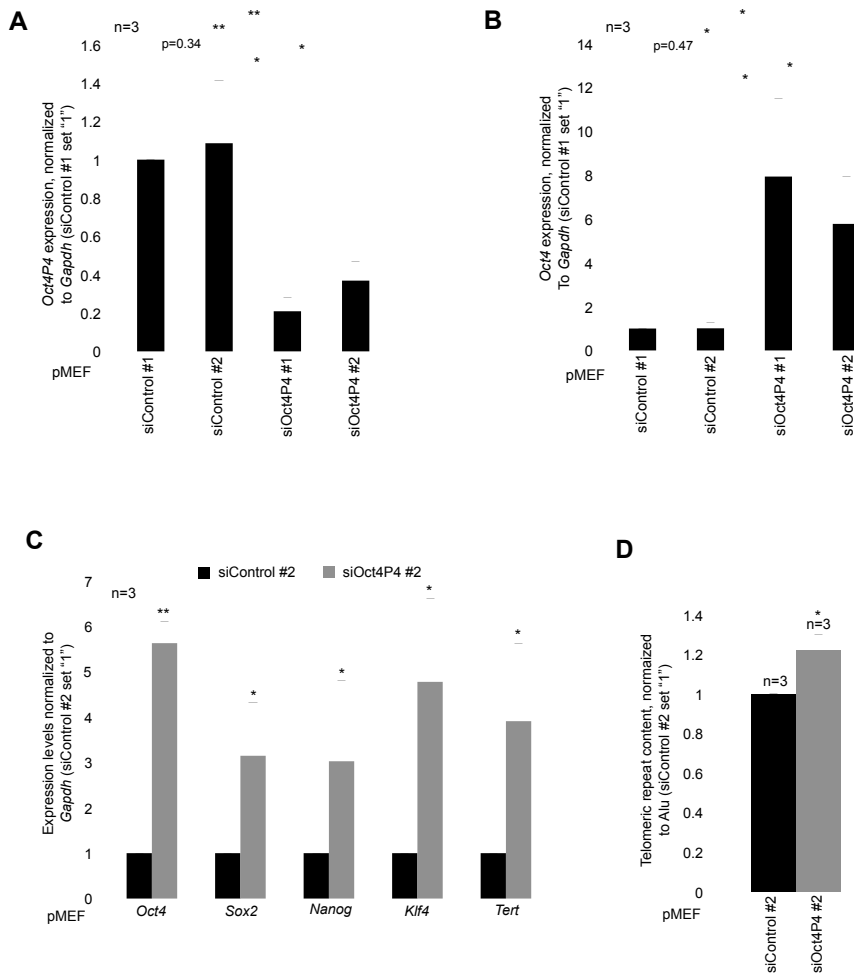 A
n=3
**
**
*
p=0.34
*
1.6
1.4
1.2
1
0.8
0.6
0.4
0.2
0
Oct4P4 expression, normalized
to Gapdh (siControl #1 set “1”)
pMEF
siControl #1
siControl #2
siOct4P4 #1
siOct4P4 #2
B
n=3
*
*
p=0.47
*
*
14
12
10
8
6
4
2
0
Oct4 expression, normalized
To Gapdh (siControl #1 set “1”)
pMEF
siControl #1
siControl #2
siOct4P4 #1
siOct4P4 #2
C
siControl #2
siOct4P4 #2
n=3
**
*
*
*
*
7
6
5
4
3
2
1
0
Expression levels normalized to
Gapdh (siControl #2 set “1”)
pMEF
Oct4
Sox2
Nanog
Klf4
Tert
D
*
n=3
n=3
1.4
1.2
1
0.8
0.6
0.4
0.2
0
Telomeric repeat content, normaized
to Alu (siControl #2 set “1”)
pMEF
siControl #2
siOct4P4 #2